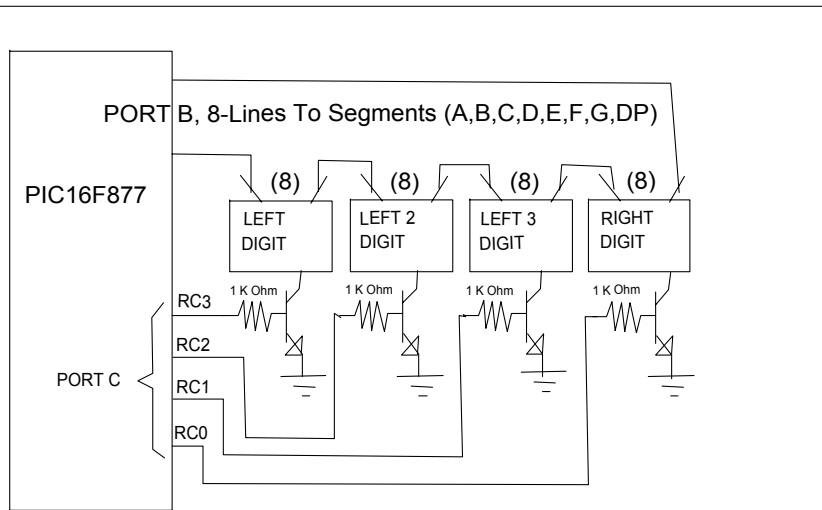 PORT B, 8-Lines To Segments (A,B,C,D,E,F,G,DP)
PIC16F877
(8)
(8)
(8)
(8)
LEFT
DIGIT
LEFT 2
DIGIT
LEFT 3
DIGIT
RIGHT
DIGIT
1 K Ohm
1 K Ohm
1 K Ohm
1 K Ohm
RC3
RC2
PORT C
RC1
RC0